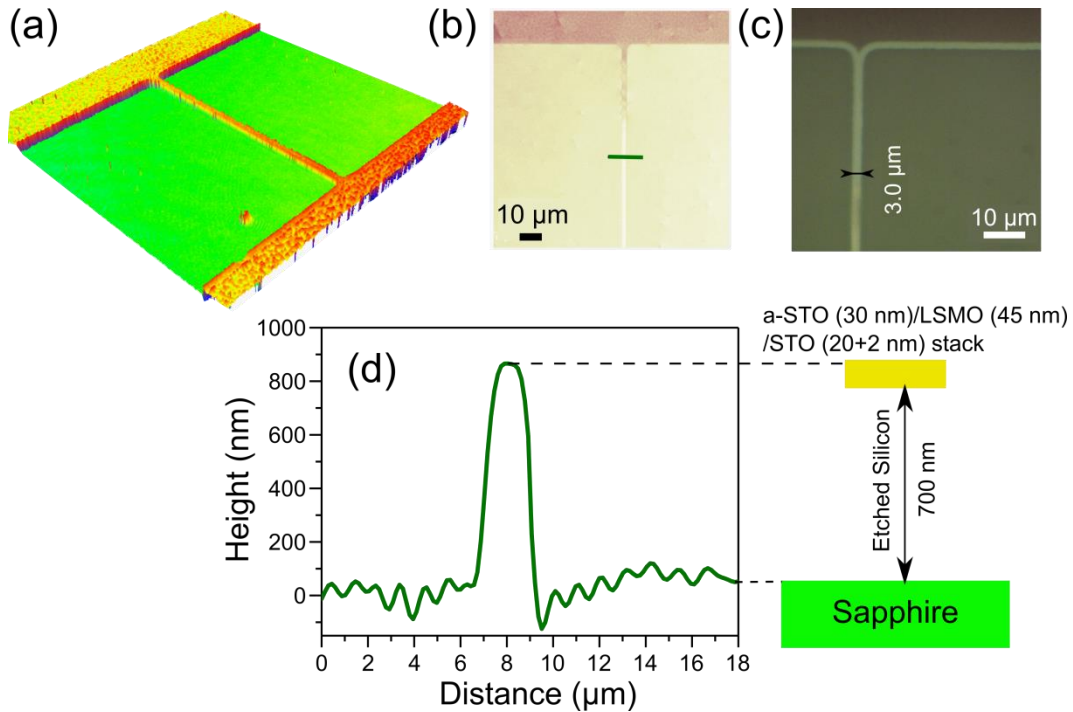 (a)
(b)
10 μm
(c)
3.0 μm
10 μm
(d)
1000
800
600
400
200
0
Height (nm)
0 2 4 6 8 10 12 14 16 18
Distance (μm)
a-STO (30 nm)/LSMO (45 nm)
/STO (20+2 nm) stack
Etched Silicon
700 nm
Sapphire